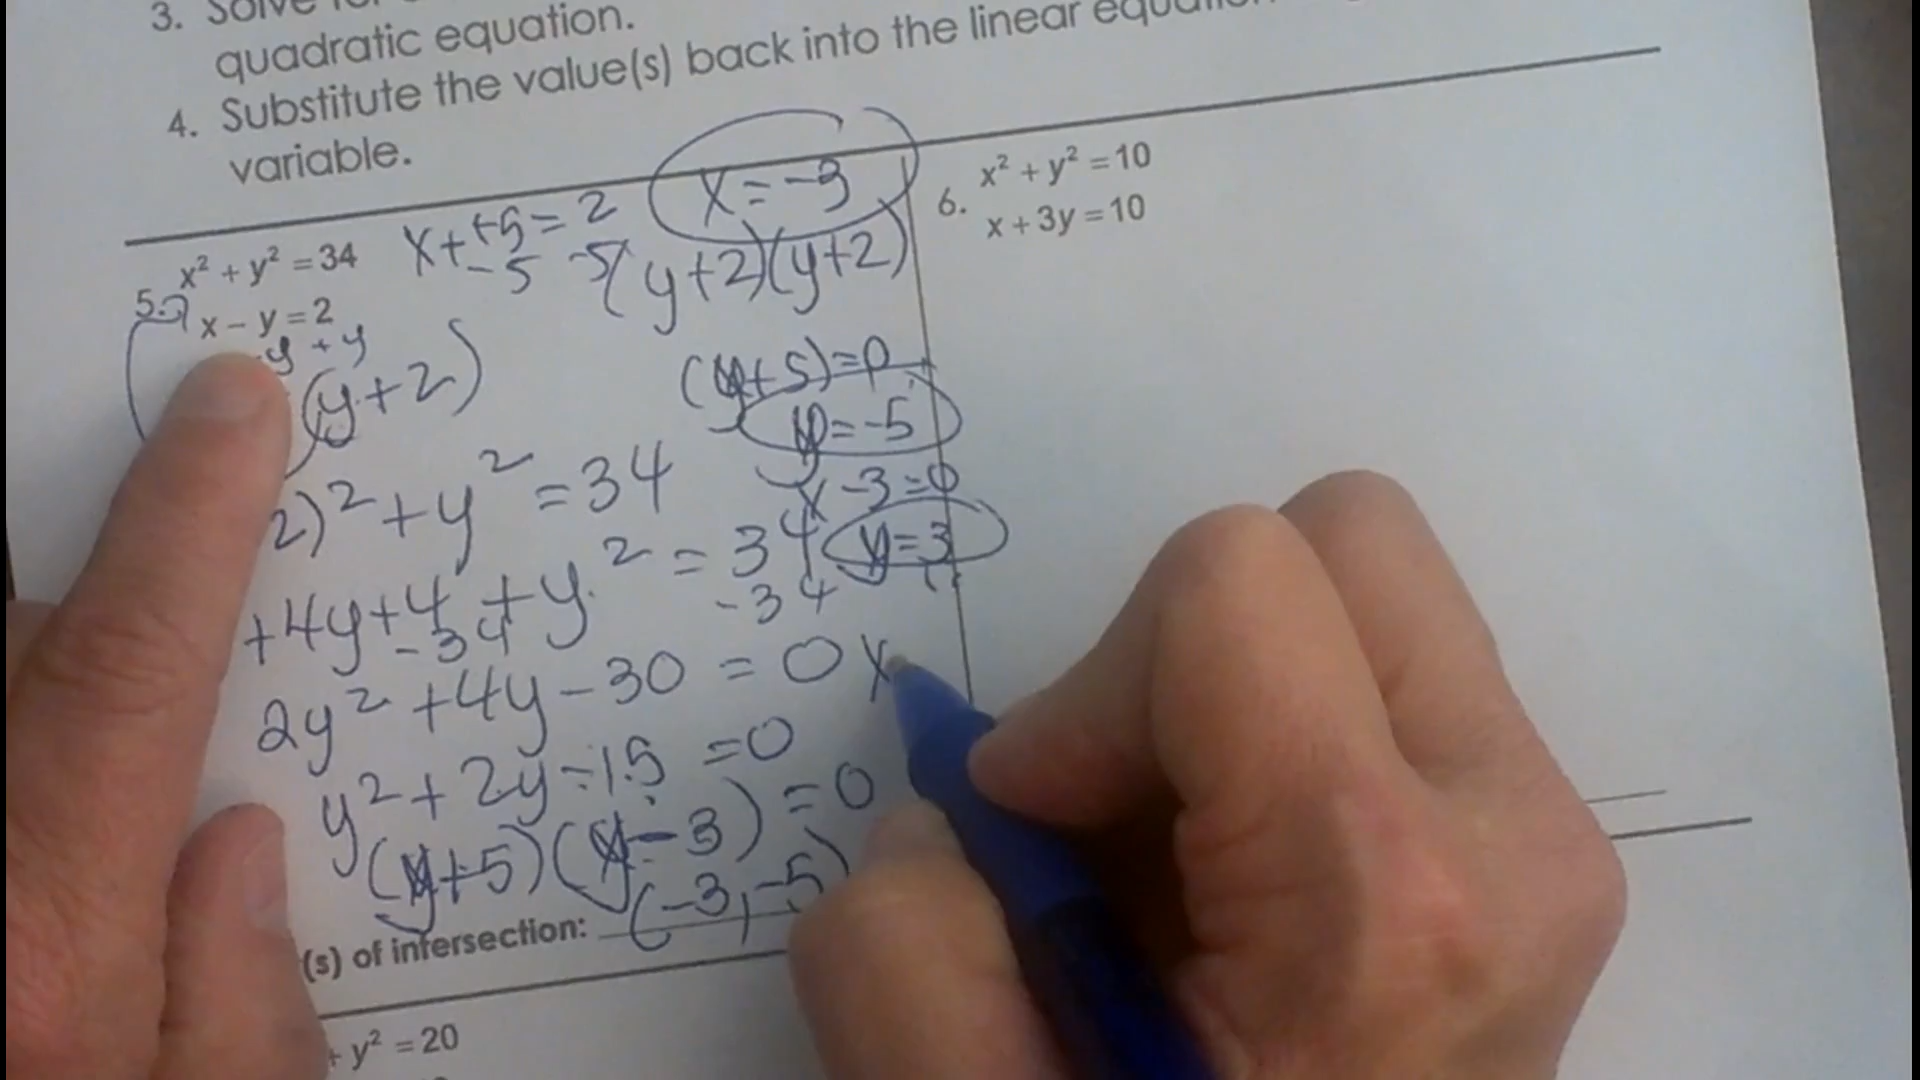 3. Solve for
quadratic equation.
4. Substitute the value(s) back into the linear
variable.
5. x² + y² = 34
x - y = 2
-y +y
(y+2)
2)² + y² = 34
+4y+4 + y² = 34
-34 -34
2y² + 4y - 30 = 0
y² + 2y - 15 = 0
(y+5)(y-3) = 0
(s) of intersection: (-3, -5)
+ y² = 20
x + +5 = 2
-5 -5
x = -3
(y+2)(y+2)
(y+5)=0
y = -5
x - 3 = 0
y = 3
x
6. x² + y² = 10
x + 3y = 10